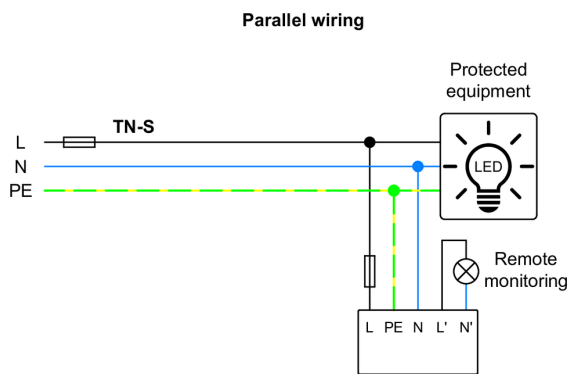 Parallel wiring
Protected
equipment
TN-S
L
N
PE
LED
Remote
monitoring
L PE N L' N'